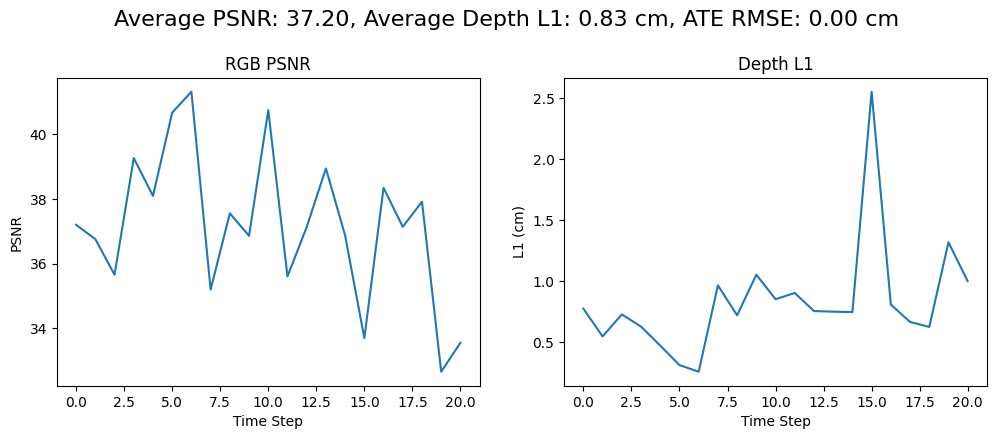 Average PSNR: 37.20, Average Depth L1: 0.83 cm, ATE RMSE: 0.00 cm
RGB PSNR
PSNR
40
38
36
34
0.0 2.5 5.0 7.5 10.0 12.5 15.0 17.5 20.0
Time Step
Depth L1
L1 (cm)
2.5
2.0
1.5
1.0
0.5
0.0 2.5 5.0 7.5 10.0 12.5 15.0 17.5 20.0
Time Step